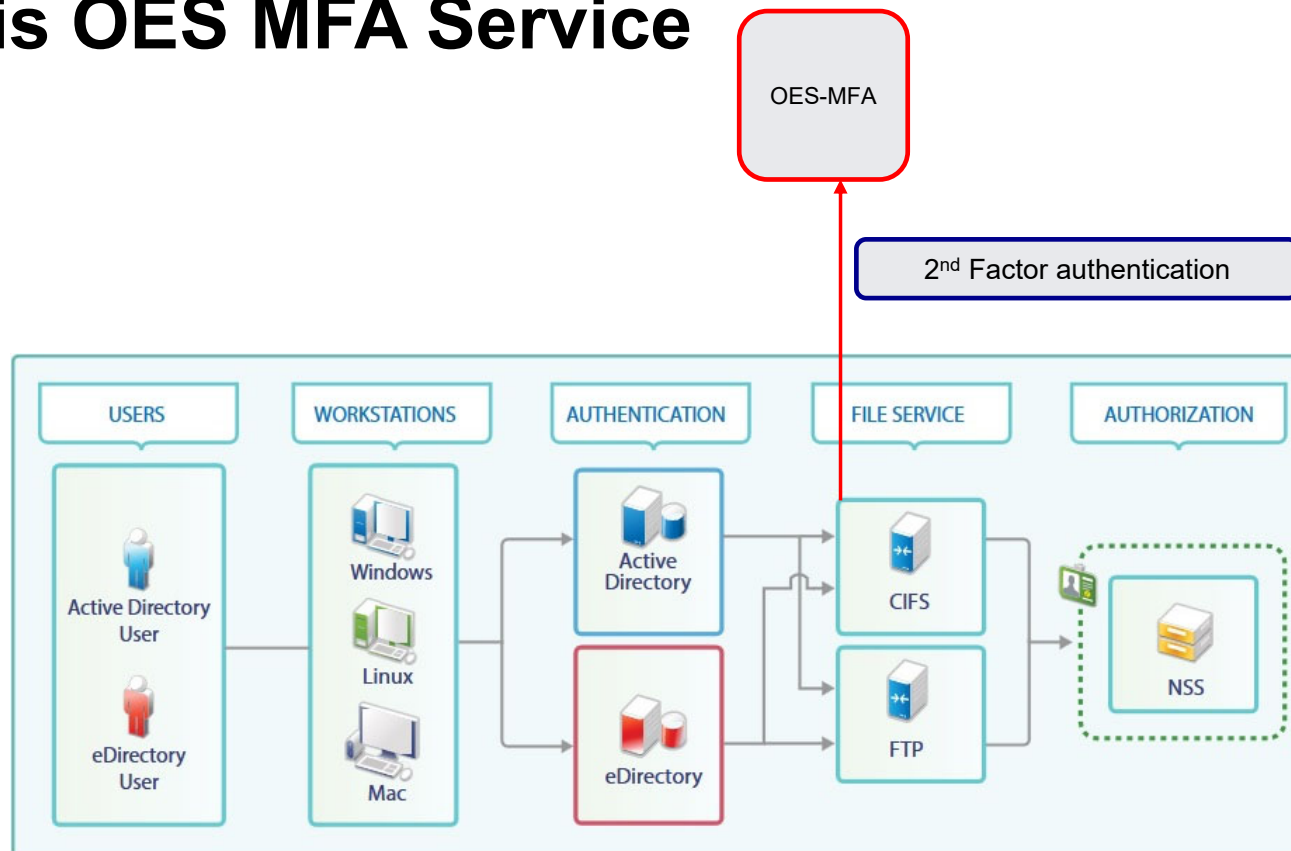 is OES MFA Service
OES-MFA
2nd Factor authentication
USERS
WORKSTATIONS
AUTHENTICATION
FILE SERVICE
AUTHORIZATION
Active Directory
User
eDirectory
User
Windows
Linux
Mac
Active
Directory
eDirectory
CIFS
FTP
NSS